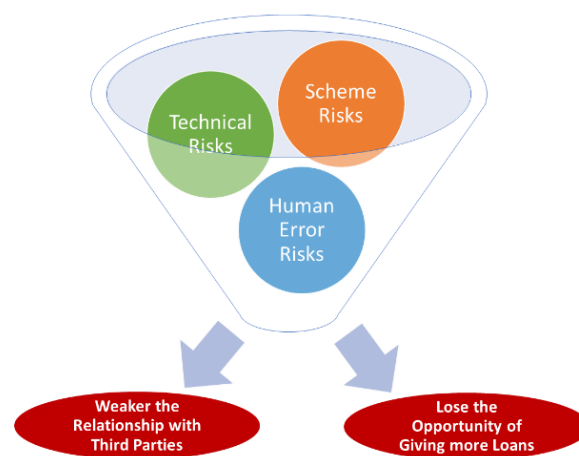 Technical
Risks
Scheme
Risks
Human
Error
Risks
Weaker the
Relationship with
Third Parties
Lose the
Opportunity of
Giving more Loans